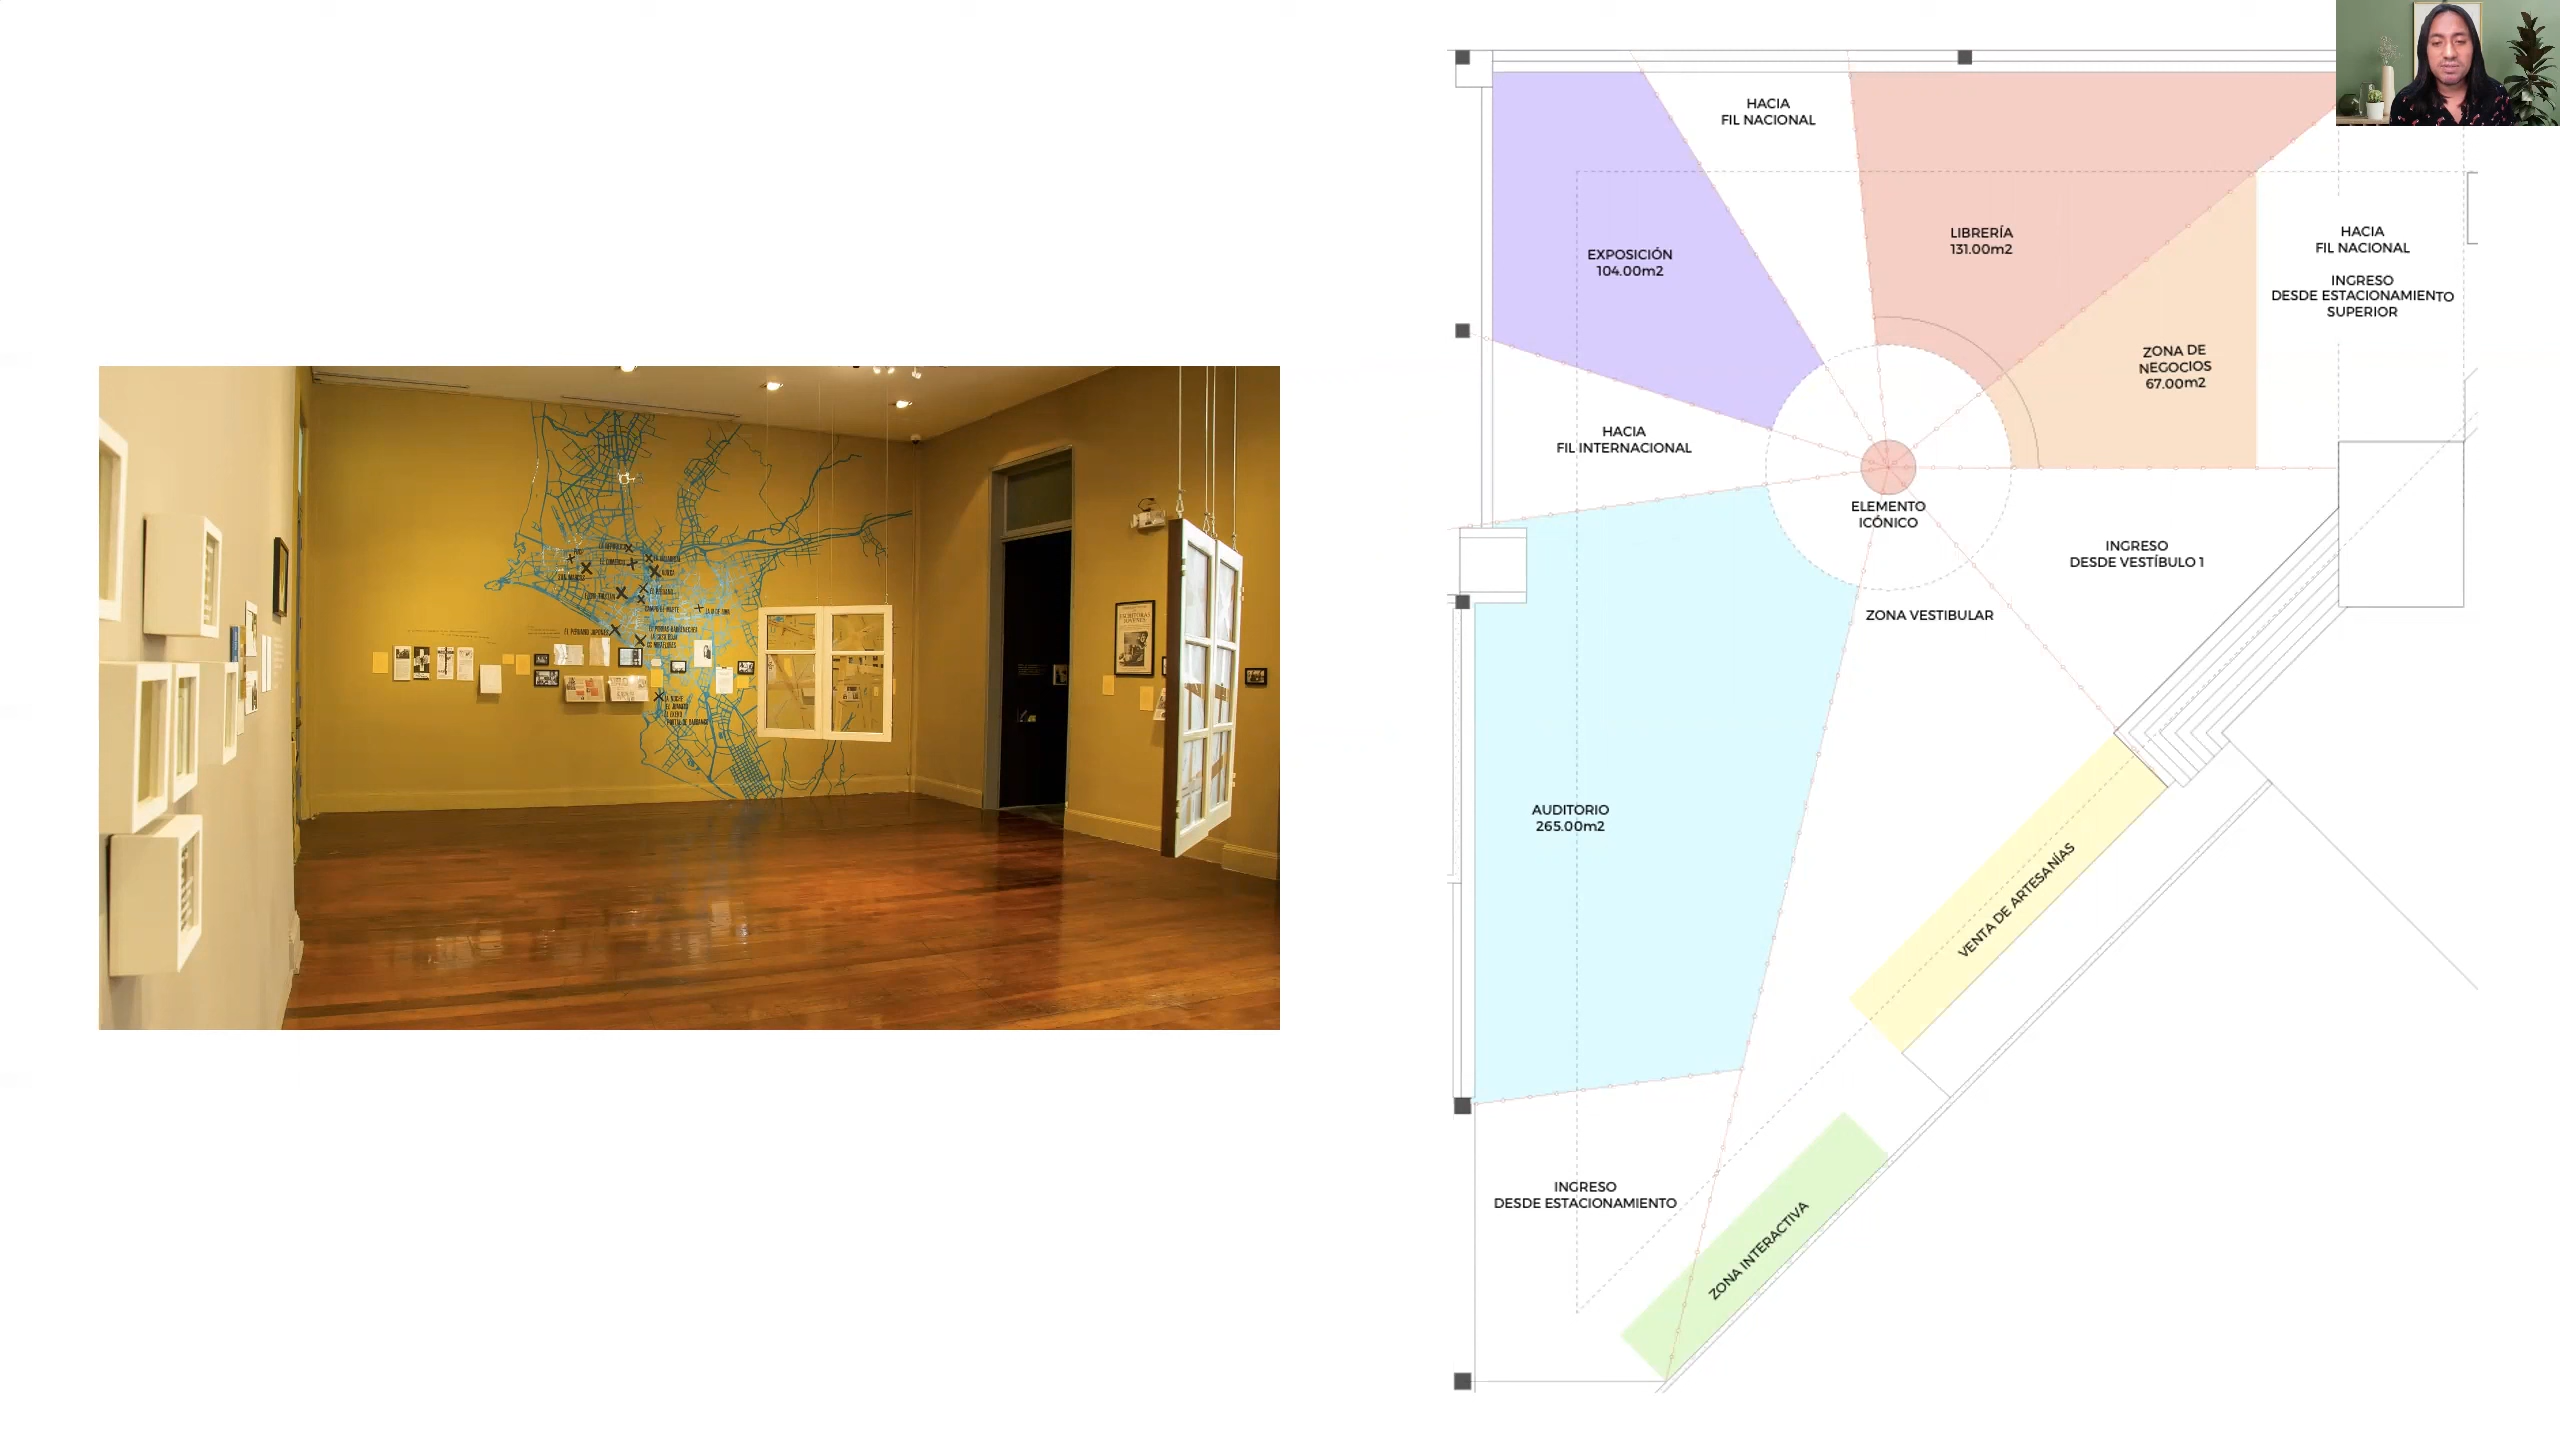 ESCRITORAS
JOVENES
HACIA
FIL NACIONAL
LIBRERÍA
131.00m2
EXPOSICIÓN
104.00m2
HACIA
FIL NACIONAL
INGRESO
DESDE ESTACIONAMIENTO
SUPERIOR
ZONA DE
NEGOCIOS
67.00m2
HACIA
FIL INTERNACIONAL
ELEMENTO
ICÓNICO
INGRESO
DESDE VESTÍBULO 1
ZONA VESTIBULAR
AUDITORIO
265.00m2
VENTA DE ARTESANÍAS
INGRESO
DESDE ESTACIONAMIENTO
ZONA INTERACTIVA